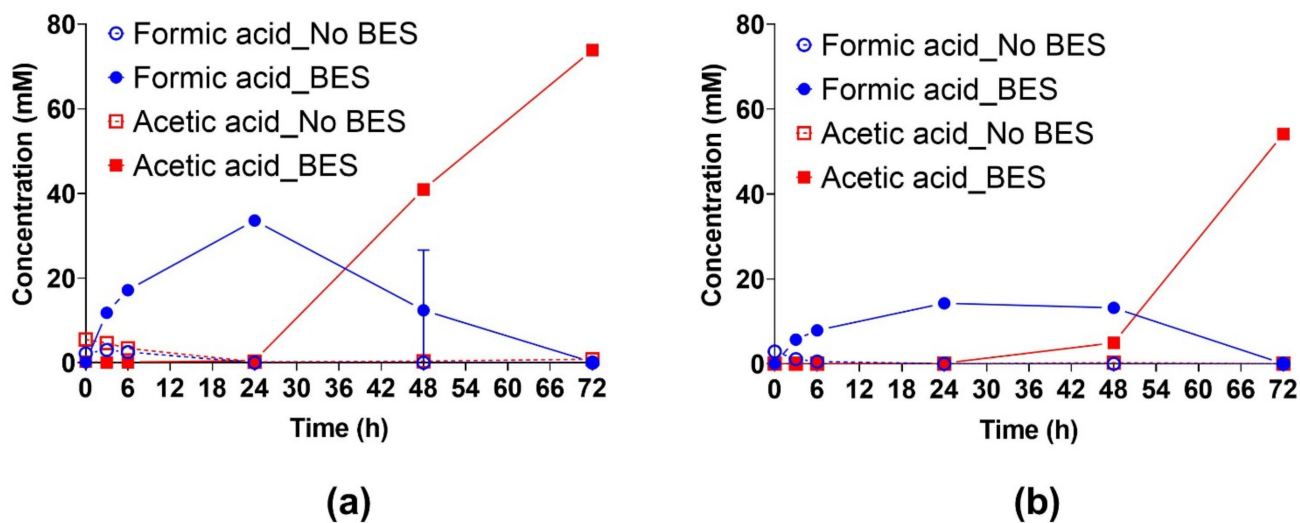 80
60
40
20
0
Concentration (mM)
Formic acid_No BES
Formic acid_BES
Acetic acid_No BES
Acetic acid_BES
0 6 12 18 24 30 36 42 48 54 60 66 72
Time (h)
(a)
80
60
40
20
0
Concentration (mM)
Formic acid_No BES
Formic acid_BES
Acetic acid_No BES
Acetic acid_BES
0 6 12 18 24 30 36 42 48 54 60 66 72
Time (h)
(b)